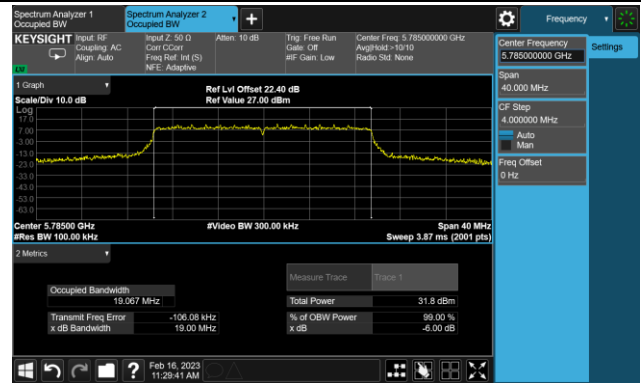 Spectrum Analyzer 1
Occupied BW
Spectrum Analyzer 2
Occupied BW
+
Frequency
KEYSIGHT
Input: RF
Coupling: AC
Align: Auto
Input Z: 50 Ω
Corr CCorr
Freq Ref: Int (S)
NFE: Adaptive
Atten: 10 dB
Trig: Free Run
Gate: Off
#IF Gain: Low
Center Freq: 5.785000000 GHz
Avg|Hold:>10/10
Radio Std: None
Center Frequency
5.785000000 GHz
Settings
Span
40.000 MHz
CF Step
4.000000 MHz
Auto
Man
Freq Offset
0 Hz
1 Graph
Scale/Div 10.0 dB
Ref Lvl Offset 22.40 dB
Ref Value 27.00 dBm
Log
17.0
7.00
-3.00
-13.0
-23.0
-33.0
-43.0
-53.0
-63.0
Center 5.78500 GHz
#Res BW 100.00 kHz
#Video BW 300.00 kHz
Span 40 MHz
Sweep 3.87 ms (2001 pts)
2 Metrics
Measure Trace
Trace 1
Occupied Bandwidth
19.067 MHz
Total Power
31.8 dBm
Transmit Freq Error
-106.08 kHz
% of OBW Power
99.00 %
x dB Bandwidth
19.00 MHz
x dB
-6.00 dB
?
Feb 16, 2023
11:29:41 AM